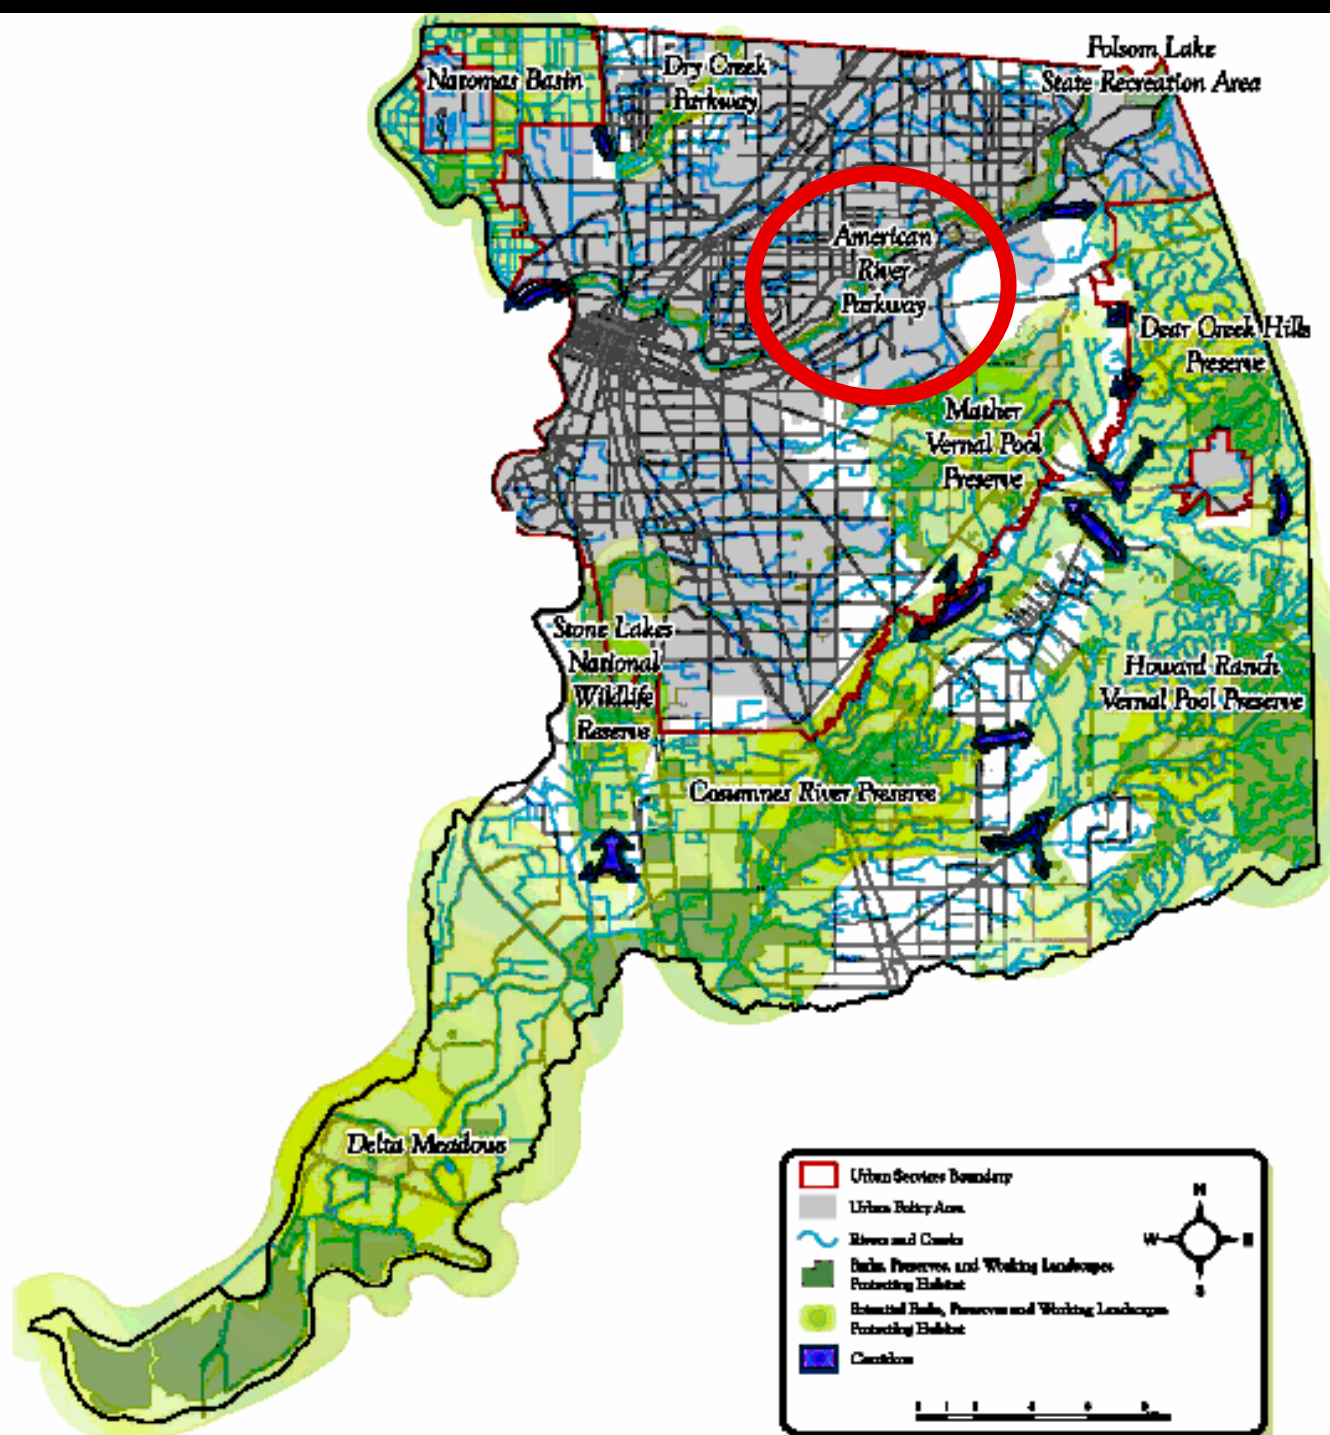 Folsom Lake
State Recreation Area
Natomas Basin
Dry Creek
Parkway
American
River
Parkway
Dear Creek Hills
Preserve
Mather
Vernal Pool
Preserve
Stone Lakes
National
Wildlife
Reserve
Howard Ranch
Vernal Pool Preserve
Cosumnes River Preserve
Delta Meadows
Urban Services Boundary
Urban Policy Area
Rivers and Creeks
Parks, Preserves, and Working Landscapes
Protecting Habitat
Potential Parks, Preserves and Working Landscapes
Protecting Habitat
Corridors
N
W E
S